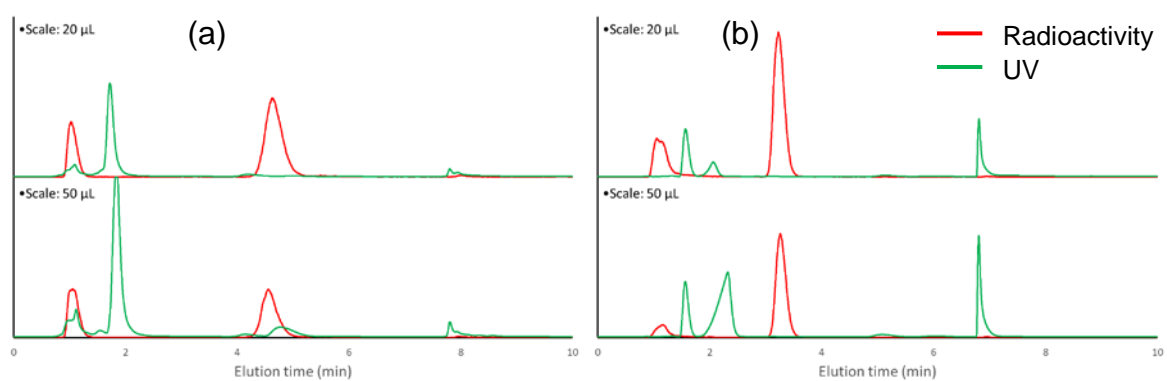 •Scale: 20 µL
(a)
•Scale: 50 µL
0 2 4 6 8 10
Elution time (min)
•Scale: 20 µL
(b)
Radioactivity
UV
•Scale: 50 µL
0 2 4 6 8 10
Elution time (min)